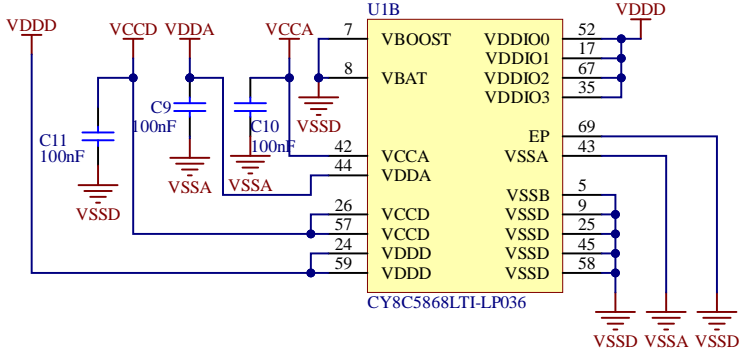 U1B
VDDD
VCCD
VDDA
VCCA
VDDD
7
VBOOST
VDDIO0
52
VDDIO1
17
8
VBAT
VDDIO2
67
VDDIO3
35
C9
100nF
C10
100nF
C11
100nF
VSSD
EP
69
42
VCCA
VSSA
43
44
VDDA
VSSA
VSSA
VSSD
VSSB
5
26
VCCD
VSSD
9
57
VCCD
VSSD
25
24
VDDD
VSSD
45
59
VDDD
VSSD
58
CY8C5868LTI-LP036
VSSD
VSSA
VSSD